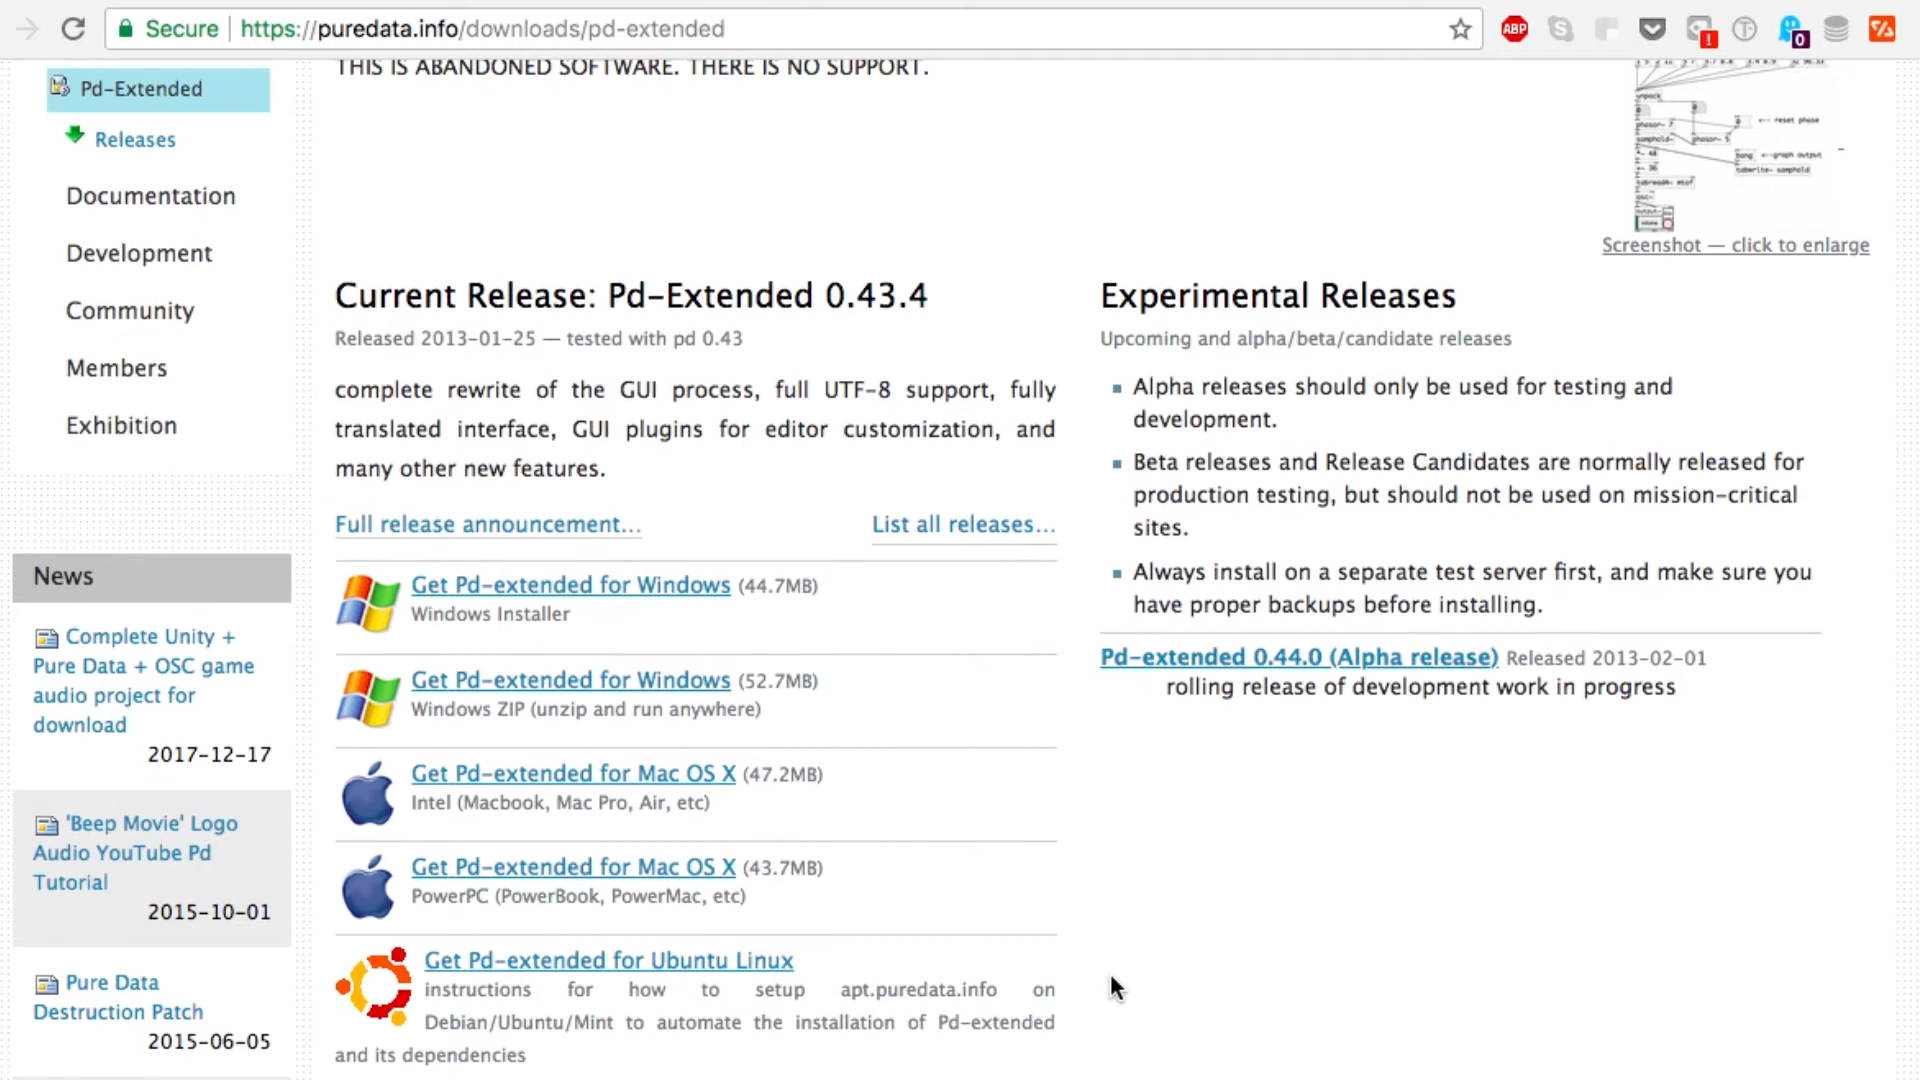 Secure | https://puredata.info/downloads/pd-extended
ABP
0
Pd-Extended
Releases
Documentation
Development
Community
Members
Exhibition
News
Complete Unity +
Pure Data + OSC game
audio project for
download
2017-12-17
'Beep Movie' Logo
Audio YouTube Pd
Tutorial
2015-10-01
Pure Data
Destruction Patch
2015-06-05
THIS IS ABANDONED SOFTWARE. THERE IS NO SUPPORT.
Current Release: Pd-Extended 0.43.4
Released 2013-01-25 — tested with pd 0.43
complete rewrite of the GUI process, full UTF-8 support, fully
translated interface, GUI plugins for editor customization, and
many other new features.
Full release announcement...
List all releases...
Get Pd-extended for Windows (44.7MB)
Windows Installer
Get Pd-extended for Windows (52.7MB)
Windows ZIP (unzip and run anywhere)
Get Pd-extended for Mac OS X (47.2MB)
Intel (Macbook, Mac Pro, Air, etc)
Get Pd-extended for Mac OS X (43.7MB)
PowerPC (PowerBook, PowerMac, etc)
Get Pd-extended for Ubuntu Linux
instructions for how to setup apt.puredata.info on
Debian/Ubuntu/Mint to automate the installation of Pd-extended
and its dependencies
unpack
<-- reset phase
<--graph output
tabwrite~ samphold
Screenshot — click to enlarge
Experimental Releases
Upcoming and alpha/beta/candidate releases
Alpha releases should only be used for testing and
development.
Beta releases and Release Candidates are normally released for
production testing, but should not be used on mission-critical
sites.
Always install on a separate test server first, and make sure you
have proper backups before installing.
Pd-extended 0.44.0 (Alpha release) Released 2013-02-01
rolling release of development work in progress